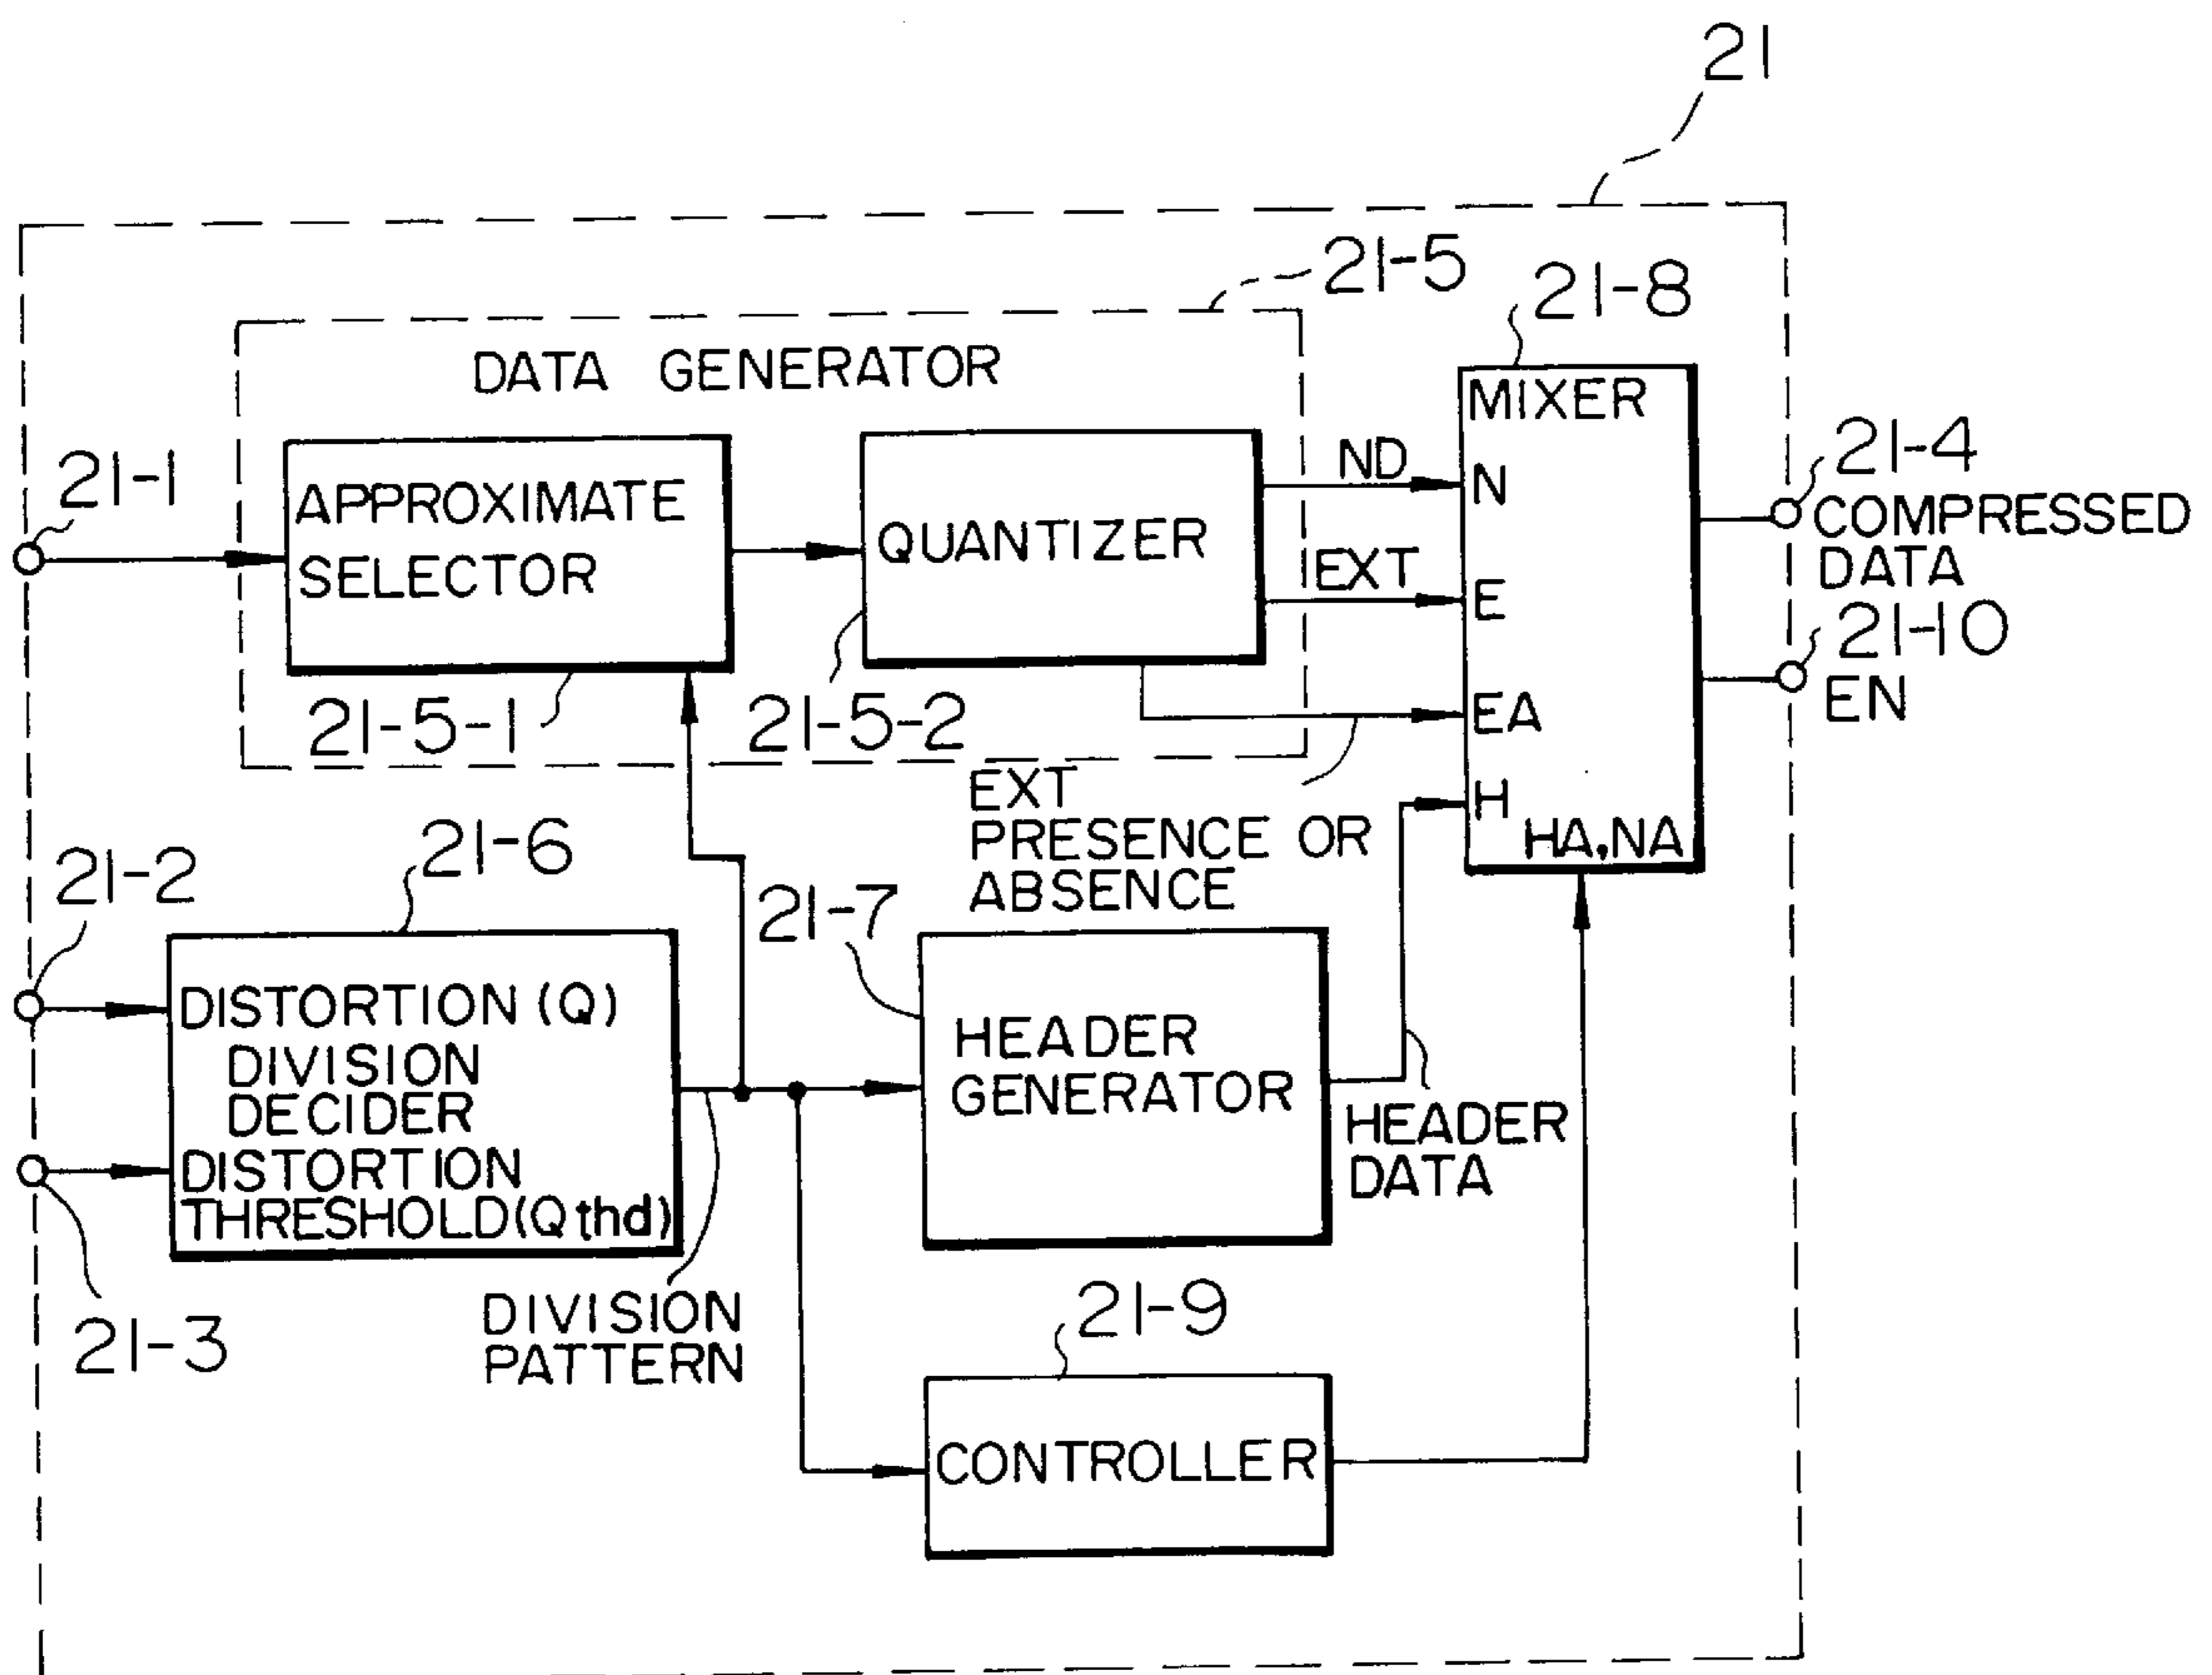 21
21-5
21-8
DATA GENERATOR
MIXER
21-1
APPROXIMATE
SELECTOR
QUANTIZER
ND
N
EXT
E
EA
H
HA,NA
21-4
COMPRESSED
DATA
21-10
EN
21-5-1
21-5-2
EXT
PRESENCE OR
ABSENCE
21-2
21-6
21-7
DISTORTION (Q)
DIVISION
DECIDER
DISTORTION
THRESHOLD(Qthd)
HEADER
GENERATOR
HEADER
DATA
21-3
DIVISION
PATTERN
21-9
CONTROLLER